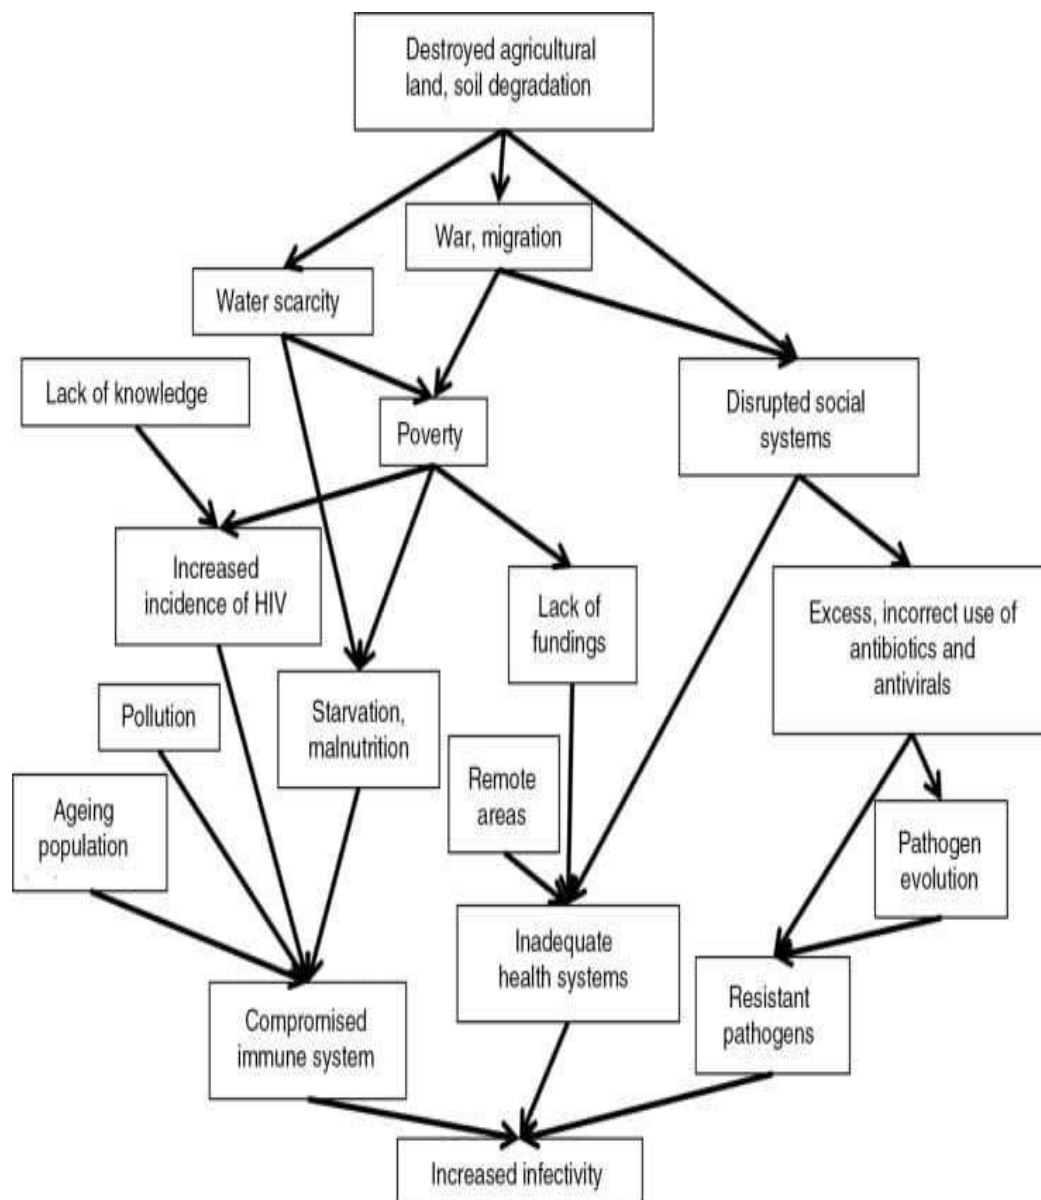 Destroyed agricultural
land, soil degradation
War, migration
Water scarcity
Lack of knowledge
Poverty
Disrupted social
systems
Increased
incidence of HIV
Lack of
fundings
Excess, incorrect use of
antibiotics and
antivirals
Pollution
Starvation,
malnutrition
Remote
areas
Ageing
population
Pathogen
evolution
Inadequate
health systems
Resistant
pathogens
Compromised
immune system
Increased infectivity